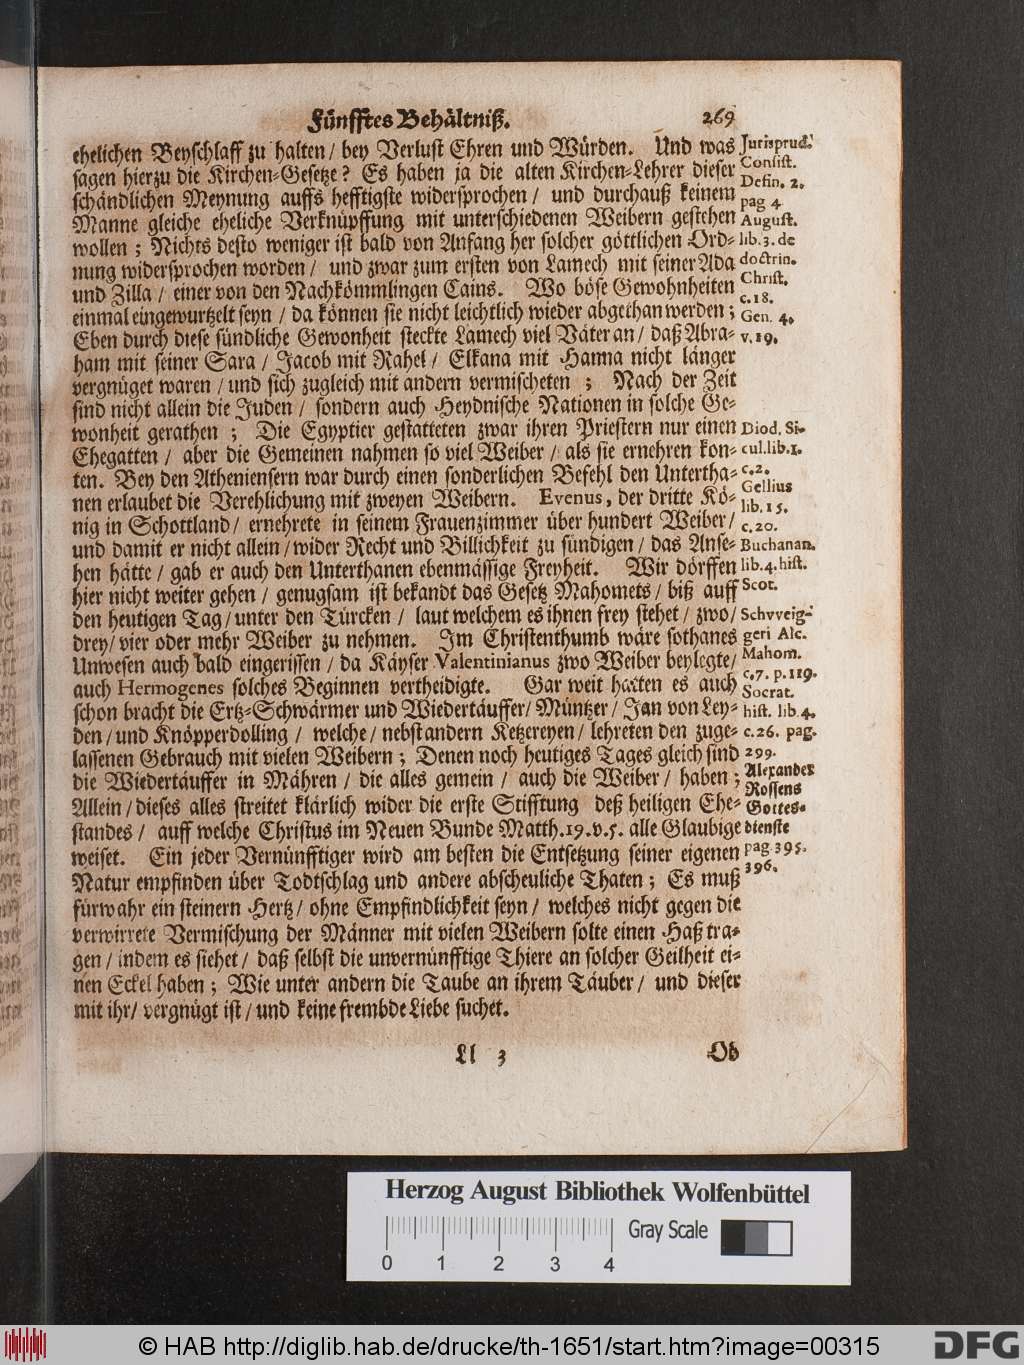 Fünfftes Behältniß. 269
ehelichen Beyschlaff zu halten / bey Verlust Ehren und Würden. Und was
sagen hierzu die Kirchen-Gesetze? Es haben ja die alten Kirchen-Lehrer dieser
schändlichen Meynung auffs hefftigste widersprochen / und durchauß keinem
Manne gleiche eheliche Verknüpffung mit unterschiedenen Weibern gestehen
wollen ; Nichts desto weniger ist bald von Anfang her solcher göttlichen Ord-
nung widersprochen worden / und zwar zum ersten von Lamech mit seiner Ada
und Zilla / einer von den Nachkömmlingen Cains. Wo böse Gewohnheiten
einmal eingewurtzelt seyn / da können sie nicht leichtlich wieder abgethan werden ;
Eben durch diese sündliche Gewonheit steckte Lamech viel Väter an / daß Abra-
ham mit seiner Sara / Jacob mit Rahel / Elkana mit Hanna nicht länger
vergnüget waren / und sich zugleich mit andern vermischeten ; Nach der Zeit
sind nicht allein die Juden / sondern auch Heydnische Nationen in solche Ge-
wonheit gerathen ; Die Egyptier gestatteten zwar ihren Priestern nur einen
Ehegatten / aber die Gemeinen nahmen so viel Weiber / als sie ernehren kon-
ten. Bey den Atheniensern war durch einen sonderlichen Befehl den Untertha-
nen erlaubet die Verehlichung mit zweyen Weibern. Evenus, der dritte Kö-
nig in Schottland / ernehrete in seinem Frauenzimmer über hundert Weiber /
und damit er nicht allein / wider Recht und Billichkeit zu sündigen / das Anse-
hen hätte / gab er auch den Unterthanen ebenmässige Freyheit. Wir dörffen
hier nicht weiter gehen / genugsam ist bekandt das Gesetz Mahomets / biß auff
den heutigen Tag / unter den Türcken / laut welchem es ihnen frey stehet / zwo /
drey / vier oder mehr Weiber zu nehmen. Im Christenthumb wäre sothanes
Unwesen auch bald eingerissen / da Käyser Valentinianus zwo Weiber beylegte /
auch Hermogenes solches Beginnen vertheidigte. Gar weit hatten es auch
schon bracht die Ertz-Schwärmer und Wiedertäuffer / Müntzer / Jan von Ley-
den / und Knöpperdolling / welche / nebst andern Ketzereyen / lehreten den zuge-
lassenen Gebrauch mit vielen Weibern ; Denen noch heutiges Tages gleich sind
die Wiedertäuffer in Mähren / die alles gemein / auch die Weiber / haben ;
Allein / dieses alles streitet klärlich wider die erste Stifftung deß heiligen Ehe-
standes / auff welche Christus im Neuen Bunde Matth. 19. v. 5. alle Glaubige
weiset. Ein jeder Vernünfftiger wird am besten die Entsetzung seiner eigenen
Natur empfinden über Todtschlag und andere abscheuliche Thaten ; Es muß
fürwahr ein steinern Hertz / ohne Empfindlichkeit seyn / welches nicht gegen die
verwirrete Vermischung der Männer mit vielen Weibern solte einen Haß tra-
gen / indem es siehet / daß selbst die unvernünfftige Thiere an solcher Geilheit ei-
nen Eckel haben ; Wie unter andern die Taube an ihrem Täuber / und dieser
mit ihr / vergnügt ist / und keine frembde Liebe suchet.
Ll 3 Ob
Jurisprud.
Consist.
Defin. 2.
pag 4
August.
lib. 3. de
doctrin.
Christ.
c. 18.
Gen. 4.
v. 19.
Diod. Si-
cul. lib. 1.
c. 2.
Gellius
lib. 15.
c. 20.
Buchanan.
lib. 4. hist.
Scot.
Schvveig-
geri Alc.
Mahom.
c. 7. p. 119.
Socrat.
hist. lib. 4.
c. 26. pag.
299.
Alexander
Rossens
Gottes-
dienste
pag. 395.
396.
Herzog August Bibliothek Wolfenbüttel
Gray Scale
0 1 2 3 4
© HAB http://diglib.hab.de/drucke/th-1651/start.htm?image=00315
DFG